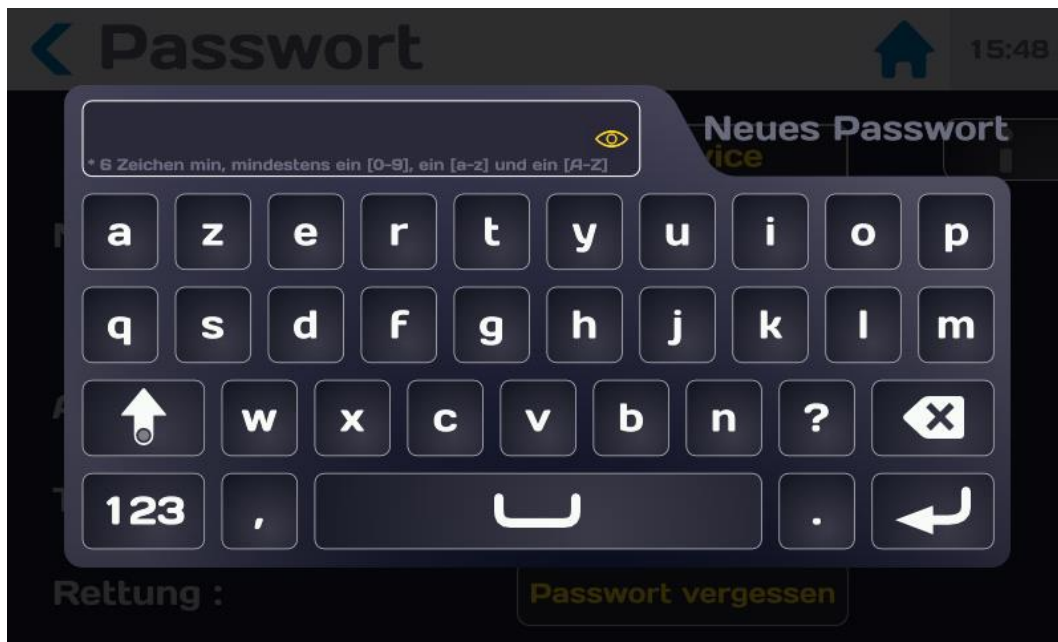 Passwort
15:48
Neues Passwort
* 6 Zeichen min, mindestens ein [0-9], ein [a-z] und ein [A-Z]
vice
a z e r t y u i o p
q s d f g h j k l m
w x c v b n ?
123 , .
Rettung :
Passwort vergessen